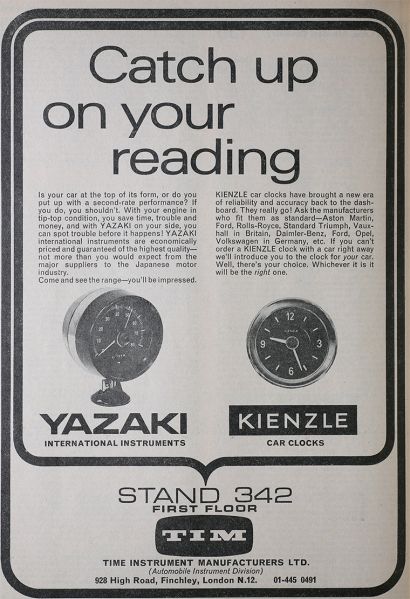 Catch up
on your
reading
Is your car at the top of its form, or do you
put up with a second-rate performance? If
you do, you shouldn't. With your engine in
tip-top condition, you save time, trouble and
money, and with YAZAKI on your side, you
can spot trouble before it happens! YAZAKI
international instruments are economically
priced and guaranteed of the highest quality—
not more than you would expect from the
major suppliers to the Japanese motor
industry.
Come and see the range—you'll be impressed.
KIENZLE car clocks have brought a new era
of reliability and accuracy back to the dash-
board. They really go! Ask the manufacturers
who fit them as standard—Aston Martin,
Ford, Rolls-Royce, Standard Triumph, Vaux-
hall in Britain, Daimler-Benz, Ford, Opel,
Volkswagen in Germany, etc. If you can't
order a KIENZLE clock with a car right away
we'll introduce you to the clock for your car.
Well, there's your choice. Whichever it is it
will be the right one.
12
3
6
9
YAZAKI
INTERNATIONAL INSTRUMENTS
KIENZLE
CAR CLOCKS
STAND 342
FIRST FLOOR
TIM
TIME INSTRUMENT MANUFACTURERS LTD.
(Automobile Instrument Division)
928 High Road, Finchley, London N.12. 01-445 0491